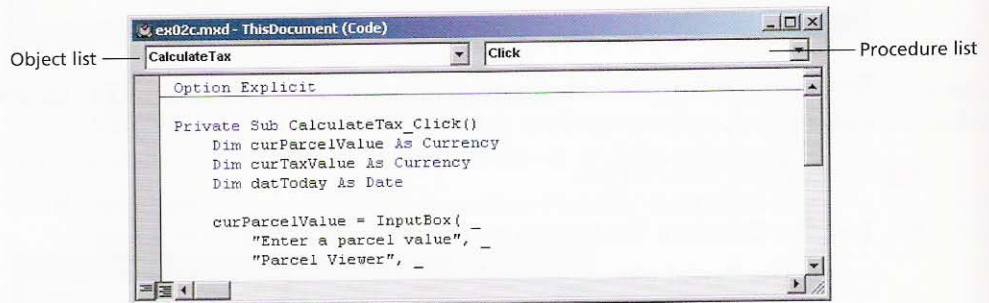 ex02c.mxd - ThisDocument (Code)
Object list
CalculateTax
Click
Procedure list
Option Explicit
Private Sub CalculateTax_Click()
Dim curParcelValue As Currency
Dim curTaxValue As Currency
Dim datToday As Date
curParcelValue = InputBox( _
"Enter a parcel value", _
"Parcel Viewer", _